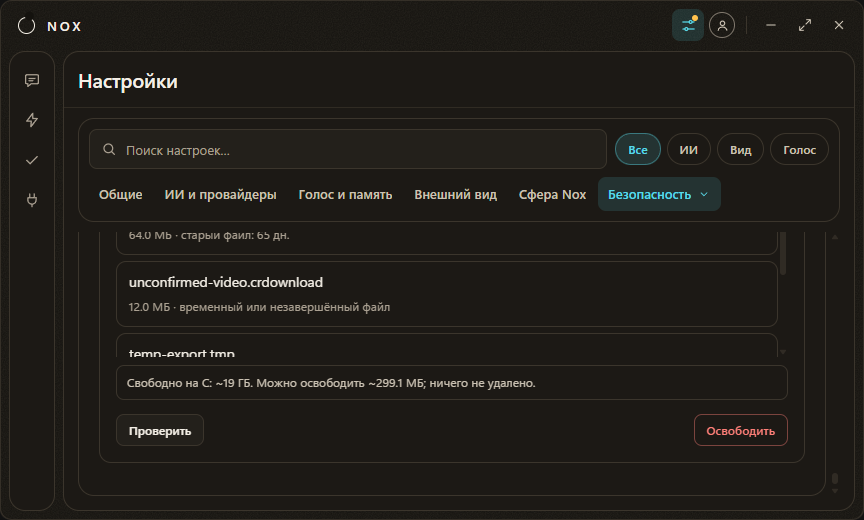 NOX
Настройки
Поиск настроек...
Все
ИИ
Вид
Голос
Общие
ИИ и провайдеры
Голос и память
Внешний вид
Сфера Nox
Безопасность
64.0 МБ · старый файл: 65 дн.
unconfirmed-video.crdownload
12.0 МБ · временный или незавершённый файл
temp-export.tmp
Свободно на C: ~19 ГБ. Можно освободить ~299.1 МБ; ничего не удалено.
Проверить
Освободить